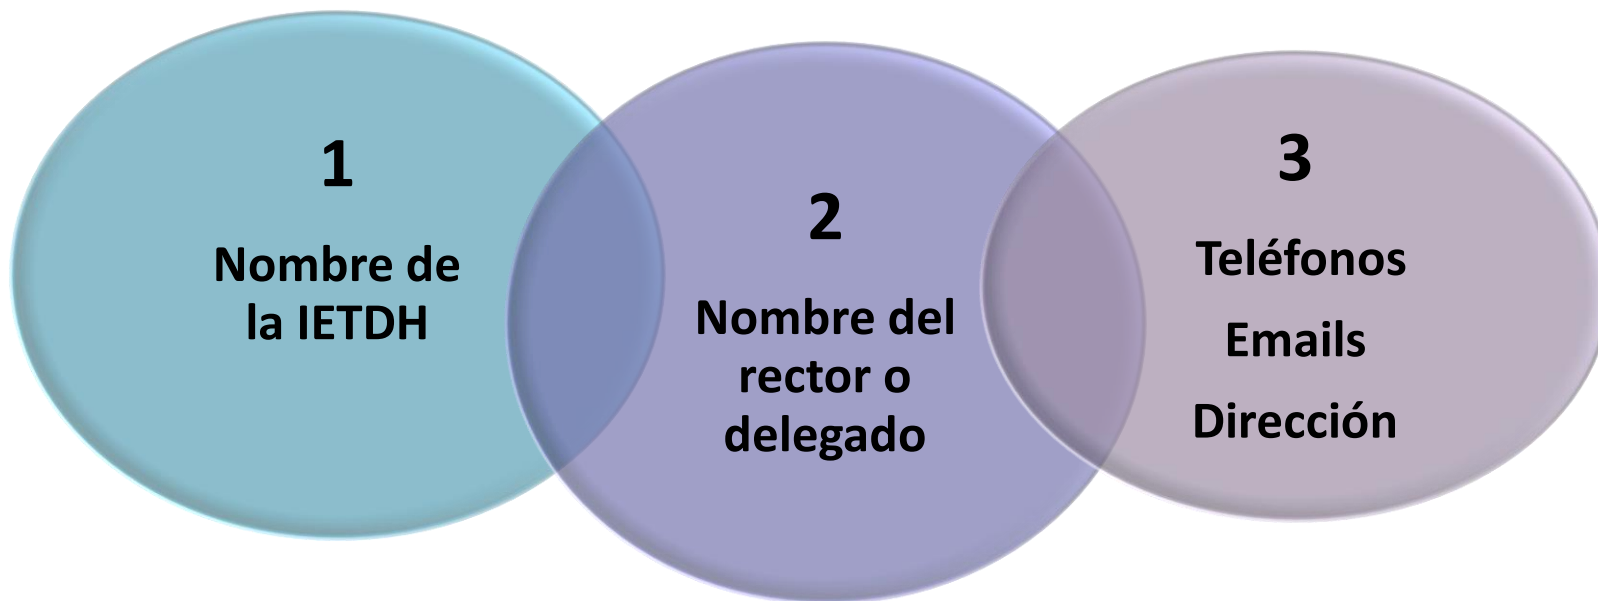 1
Nombre de
la IETDH
2
Nombre del
rector o
delegado
3
Teléfonos
Emails
Dirección